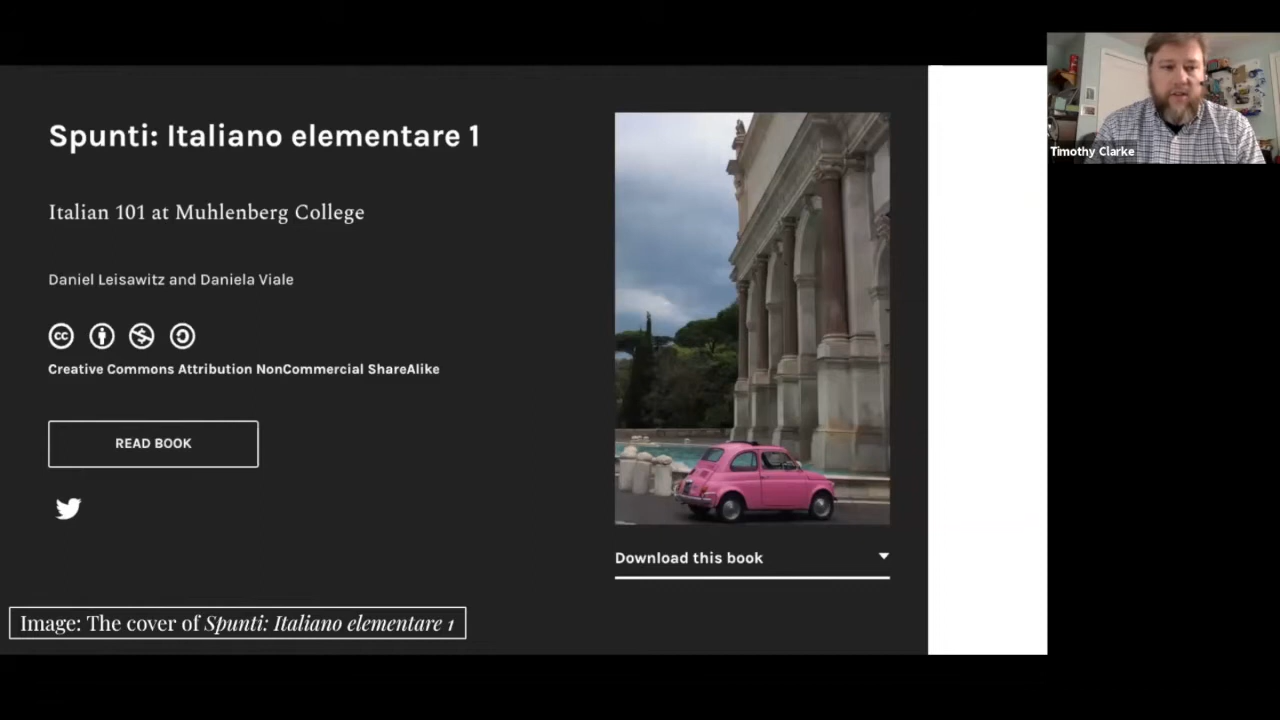 Spunti: Italiano elementare 1
Italian 101 at Muhlenberg College
Daniel Leisawitz and Daniela Viale
cc
Creative Commons Attribution NonCommercial ShareAlike
READ BOOK
Download this book
Image: The cover of Spunti: Italiano elementare 1
Timothy Clarke